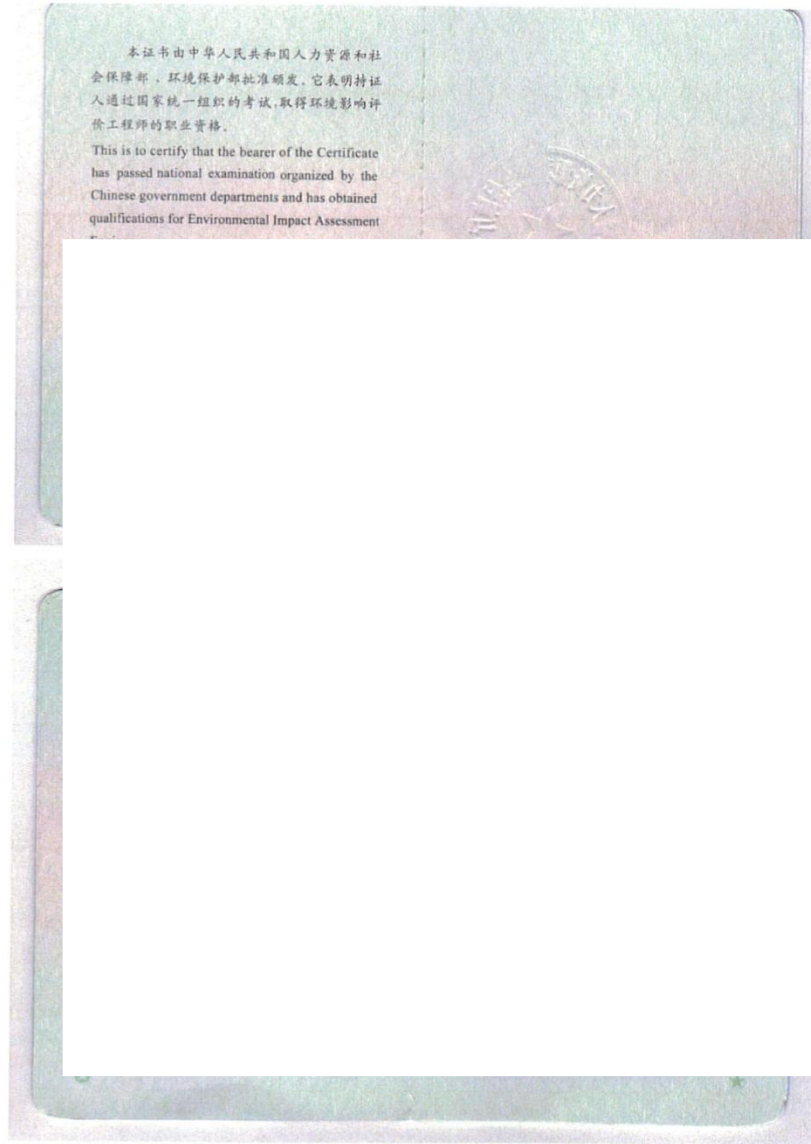 本证书由中华人民共和国人力资源和社
会保障部、环境保护部批准颁发。它表明持证
人通过国家统一组织的考试,取得环境影响评
价工程师的职业资格。
This is to certify that the bearer of the Certificate
has passed national examination organized by the
Chinese government departments and has obtained
qualifications for Environmental Impact Assessment